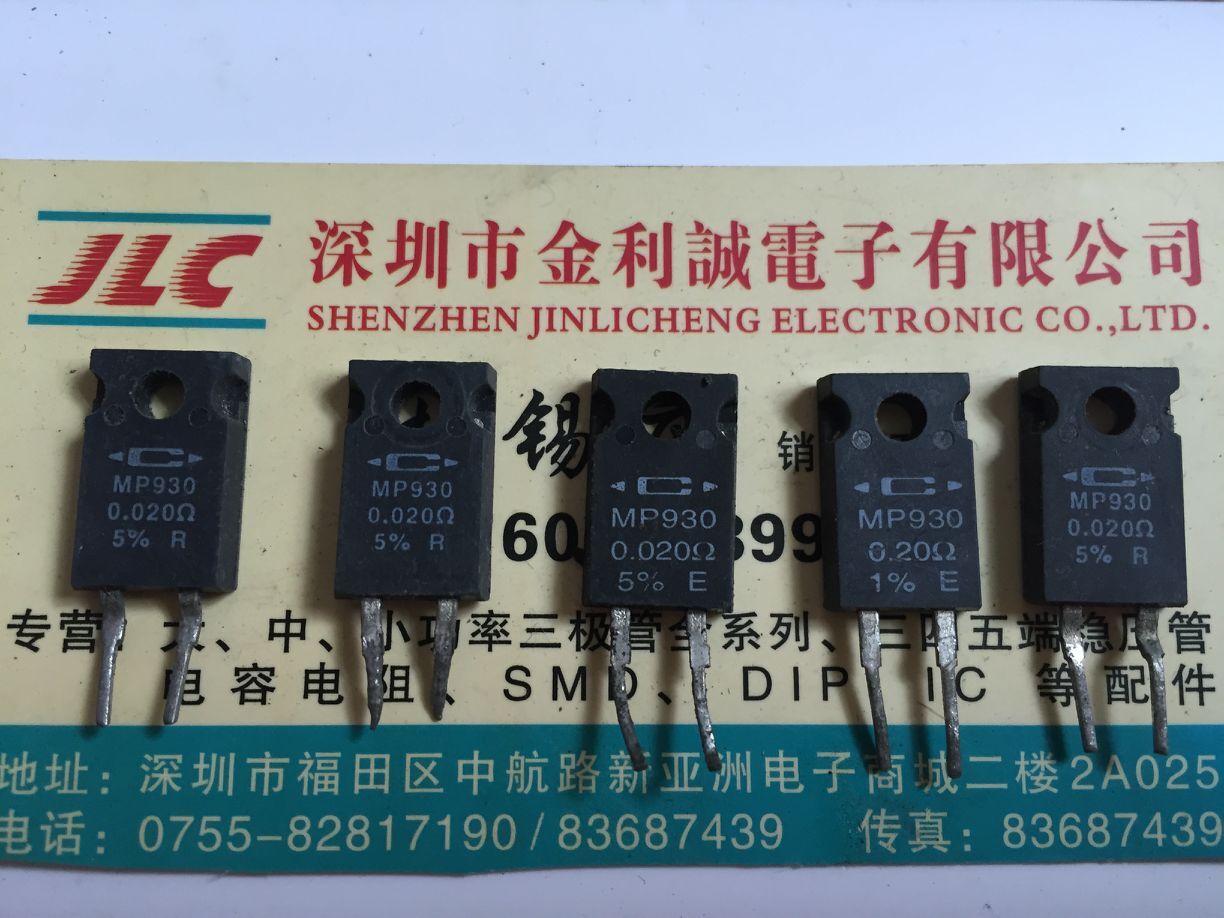 JLC
深圳市金利誠電子有限公司
SHENZHEN JINLICHENG ELECTRONIC CO.,LTD.
锡
销
60
899
C
MP930
0.020Ω
5% R
C
MP930
0.020Ω
5% R
C
MP930
0.020Ω
5% E
C
MP930
0.20Ω
1% E
C
MP930
0.020Ω
5% R
专营 大、中、小功率三极管全系列、三四五端稳压管
电容电阻、SMD、DIP IC 等配件
地址：深圳市福田区中航路新亚洲电子商城二楼2A025
电话：0755-82817190/83687439 传真：83687439